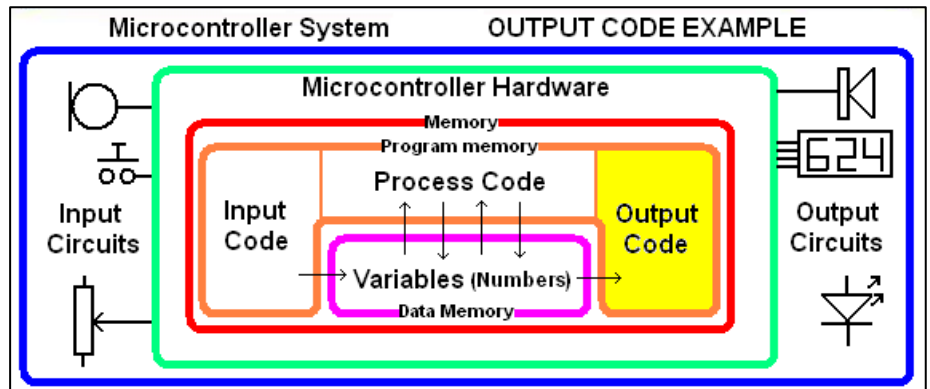 Microcontroller System OUTPUT CODE EXAMPLE
Microcontroller Hardware
Memory
Program memory
624
Process Code
Input
Code
Output
Code
Input
Circuits
Output
Circuits
Variables (Numbers)
Data Memory